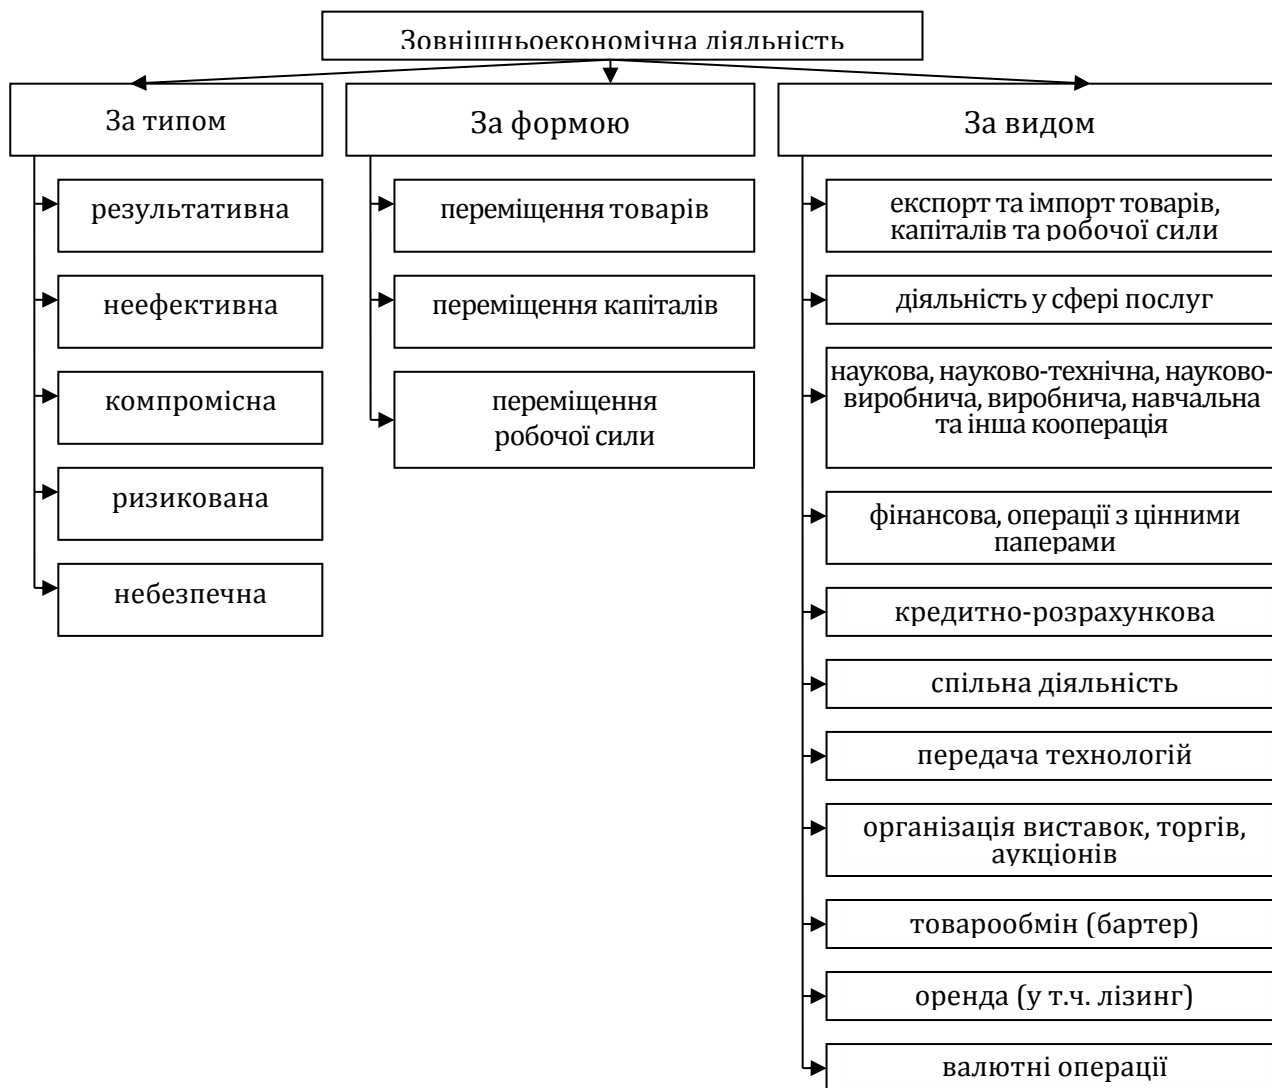 Зовнішньоекономічна діяльність
За типом
результативна
неефективна
компромісна
ризикована
небезпечна
За формою
переміщення товарів
переміщення капіталів
переміщення
робочої сили
За видом
експорт та імпорт товарів,
капіталів та робочої сили
діяльність у сфері послуг
наукова, науково-технічна, науково-
виробнича, виробнича, навчальна
та інша кооперація
фінансова, операції з цінними
паперами
кредитно-розрахункова
спільна діяльність
передача технологій
організація виставок, торгів,
аукціонів
товарообмін (бартер)
оренда (у т.ч. лізинг)
валютні операції